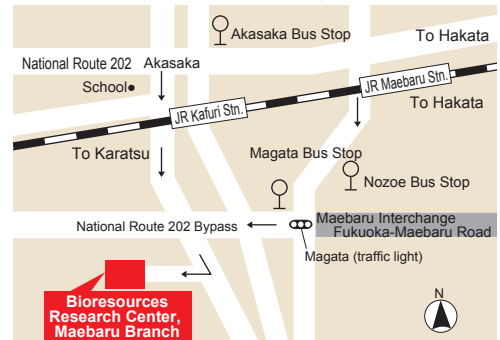 Akasaka Bus Stop
To Hakata
National Route 202
Akasaka
School
JR Kafuri Stn.
JR Maebaru Stn.
To Hakata
To Karatsu
Magata Bus Stop
Nozoe Bus Stop
National Route 202 Bypass
Maebaru Interchange
Fukuoka-Maebaru Road
Magata (traffic light)
Bioresources
Research Center,
Maebaru Branch
N